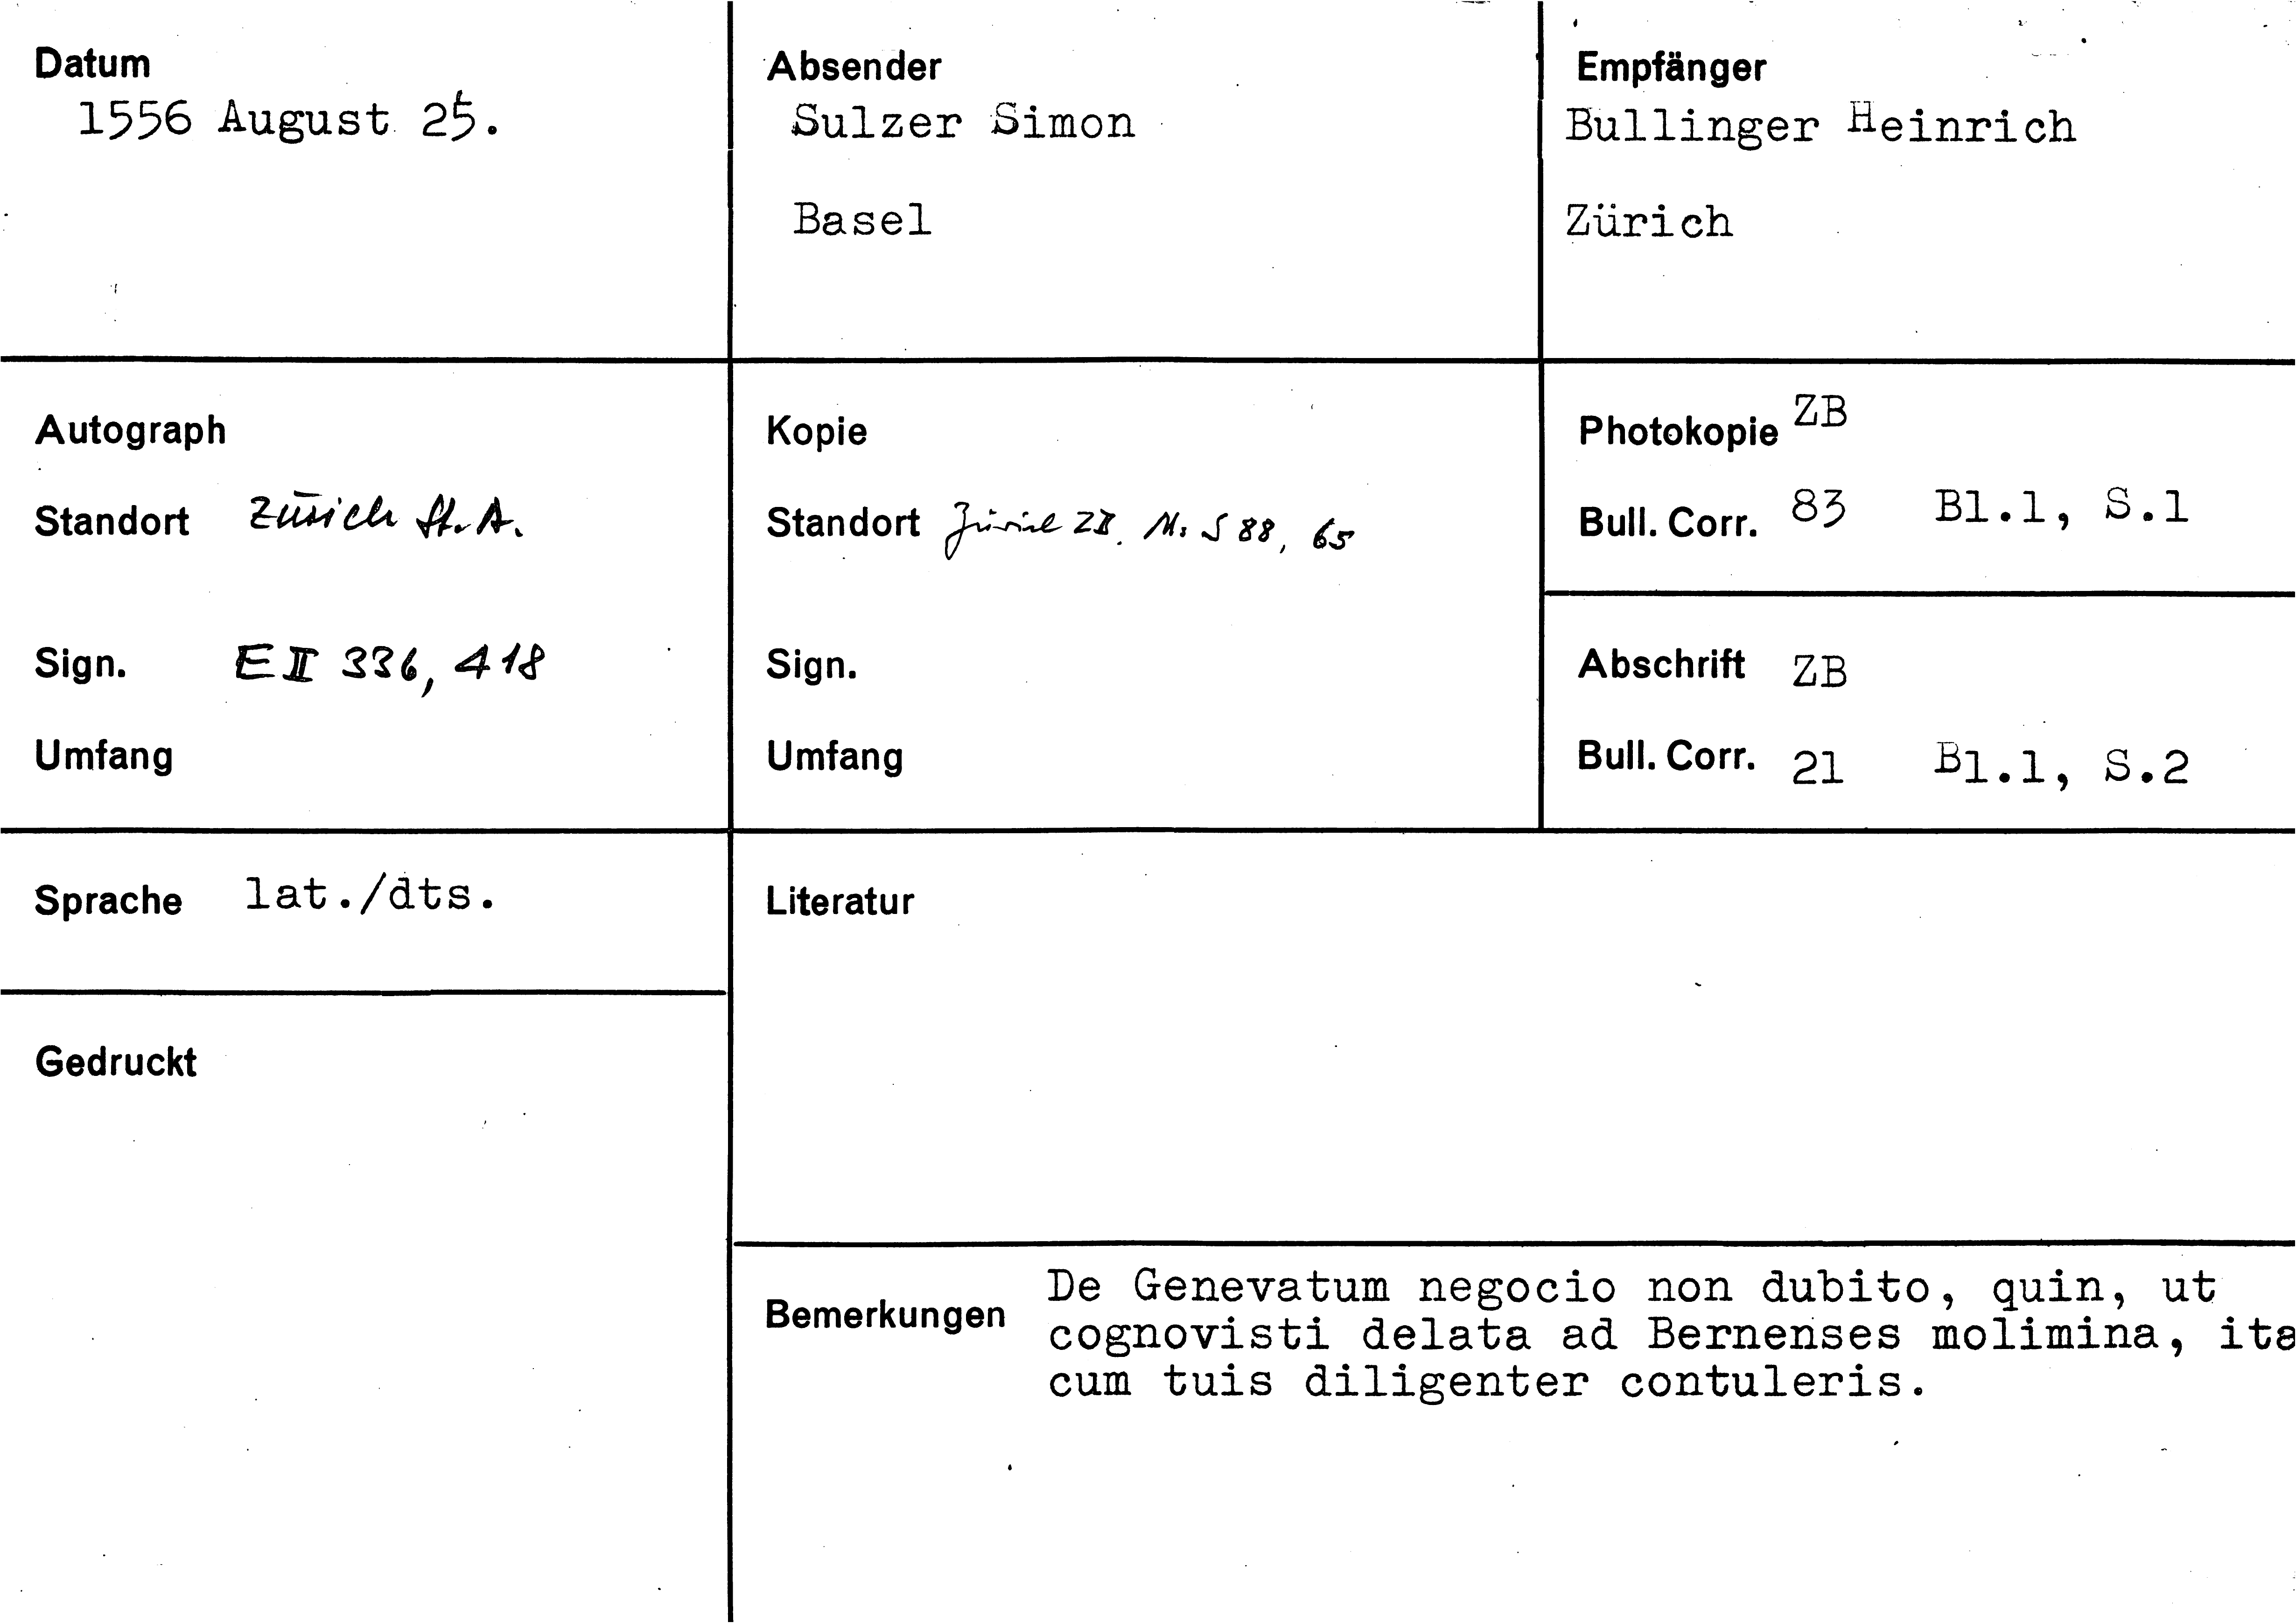 Datum
1556 August 25.
Absender
Sulzer Simon
Basel
Empfänger
Bullinger Heinrich
Zürich
Autograph
Standort Zürich St.A.
Sign. E II 336, 418
Umfang
Kopie
Standort Zürich ZB. Ms S 88, 65
Sign.
Umfang
Photokopie ZB
Bull. Corr. 83 Bl.1, S.1
Abschrift ZB
Bull. Corr. 21 Bl.1, S.2
Sprache lat./dts.
Gedruckt
Literatur
Bemerkungen De Genevatum negocio non dubito, quin, ut
cognovisti delata ad Bernenses molimina, ita
cum tuis diligenter contuleris.